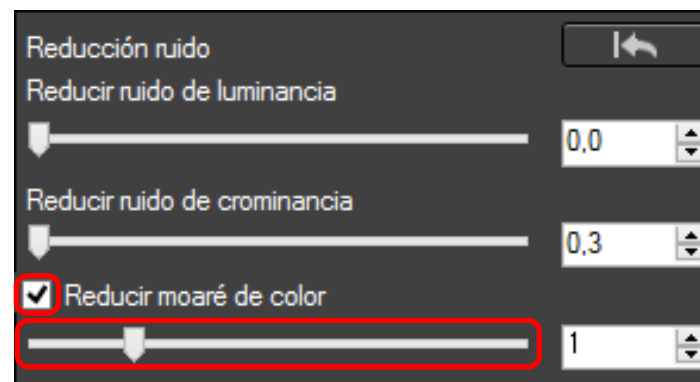 Reducción ruido
Reducir ruido de luminancia
0,0
Reducir ruido de crominancia
0,3
Reducir moaré de color
1